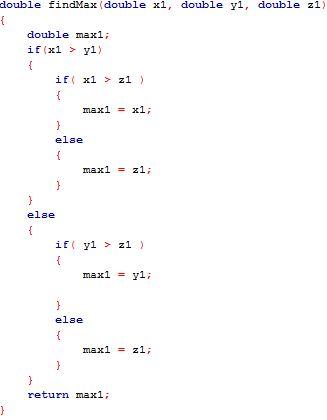 double findMax(double x1, double y1, double z1)
{
    double max1;
    if(x1 > y1)
    {
        if( x1 > z1 )
        {
            max1 = x1;
        }
        else
        {
            max1 = z1;
        }
    }
    else
    {
        if( y1 > z1 )
        {
            max1 = y1;

        }
        else
        {
            max1 = z1;
        }
    }
    return max1;
}